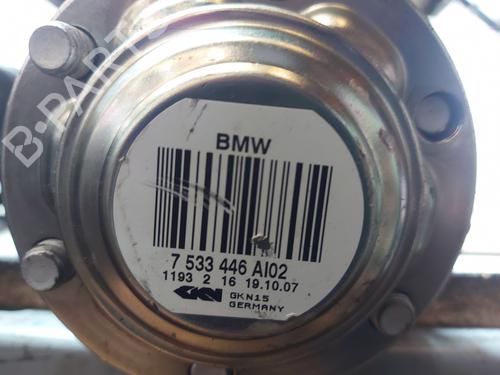 B-PARTS
BMW
7 533 446 AI02
1193 2 16 19.10.07
GKN
GKN15
GERMANY